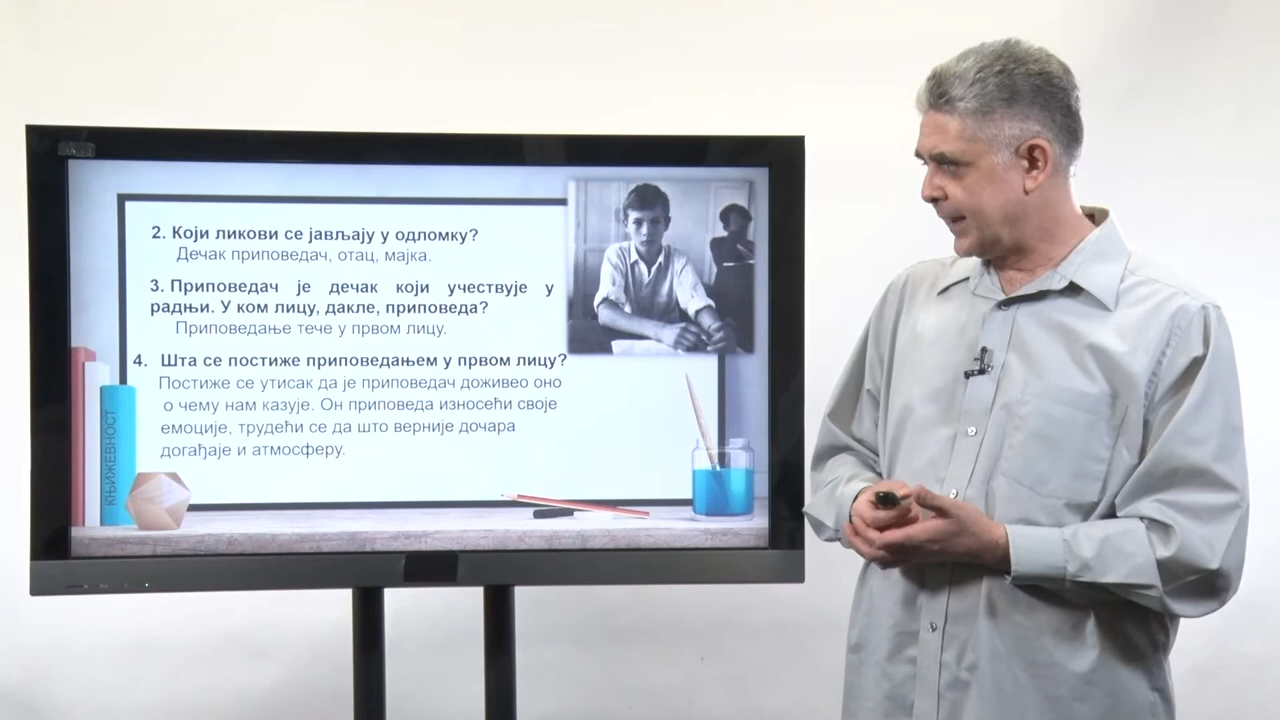 2. Који ликови се јављају у одломку?
Дечак приповедач, отац, мајка.
3. Приповедач је дечак који учествује у
радњи. У ком лицу, дакле, приповеда?
Приповедање тече у првом лицу.
4. Шта се постиже приповедањем у првом лицу?
Постиже се утисак да је приповедач доживео оно
о чему нам казује. Он приповеда износећи своје
емоције, трудећи се да што верније дочара
догађаје и атмосферу.
КЊИЖЕВНОСТ